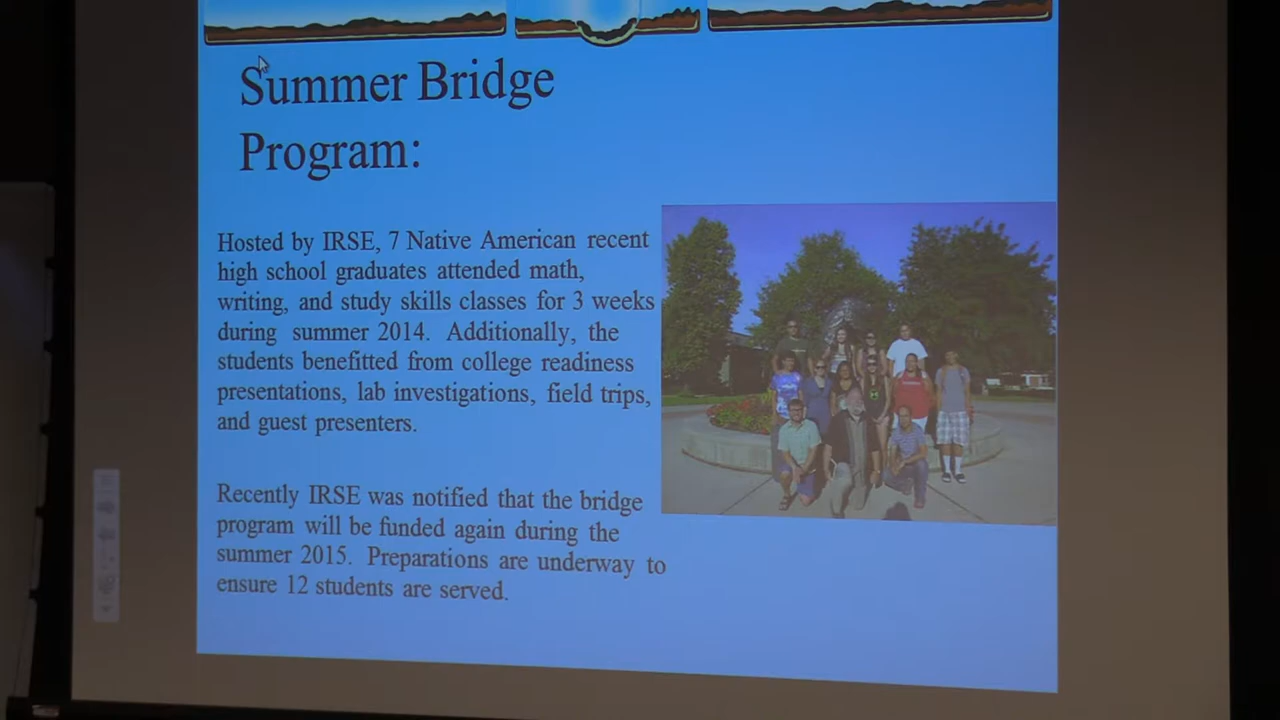 Summer Bridge
Program:
Hosted by IRSE, 7 Native American recent
high school graduates attended math,
writing, and study skills classes for 3 weeks
during summer 2014. Additionally, the
students benefitted from college readiness
presentations, lab investigations, field trips,
and guest presenters.
Recently IRSE was notified that the bridge
program will be funded again during the
summer 2015. Preparations are underway to
ensure 12 students are served.